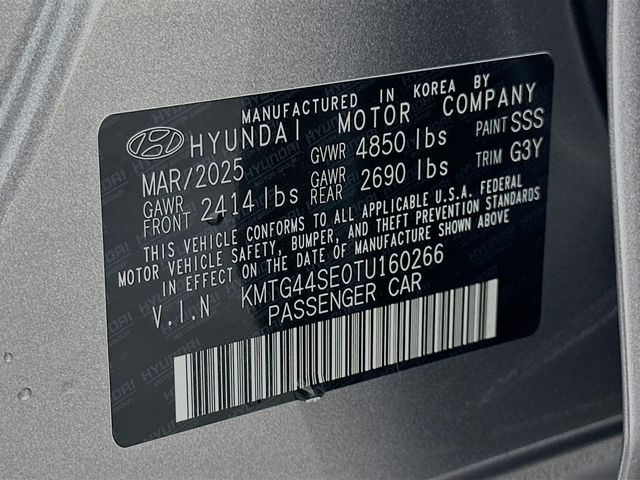 MANUFACTURED IN KOREA BY
HYUNDAI MOTOR COMPANY
MAR/2025 GVWR 4850 lbs PAINT SSS
GAWR FRONT 2414 lbs GAWR REAR 2690 lbs TRIM G3Y
THIS VEHICLE CONFORMS TO ALL APPLICABLE U.S.A. FEDERAL
MOTOR VEHICLE SAFETY, BUMPER, AND THEFT PREVENTION STANDARDS
IN EFFECT ON THE DATE OF MANUFACTURE SHOWN ABOVE
V.I.N KMTG44SE0TU160266
PASSENGER CAR